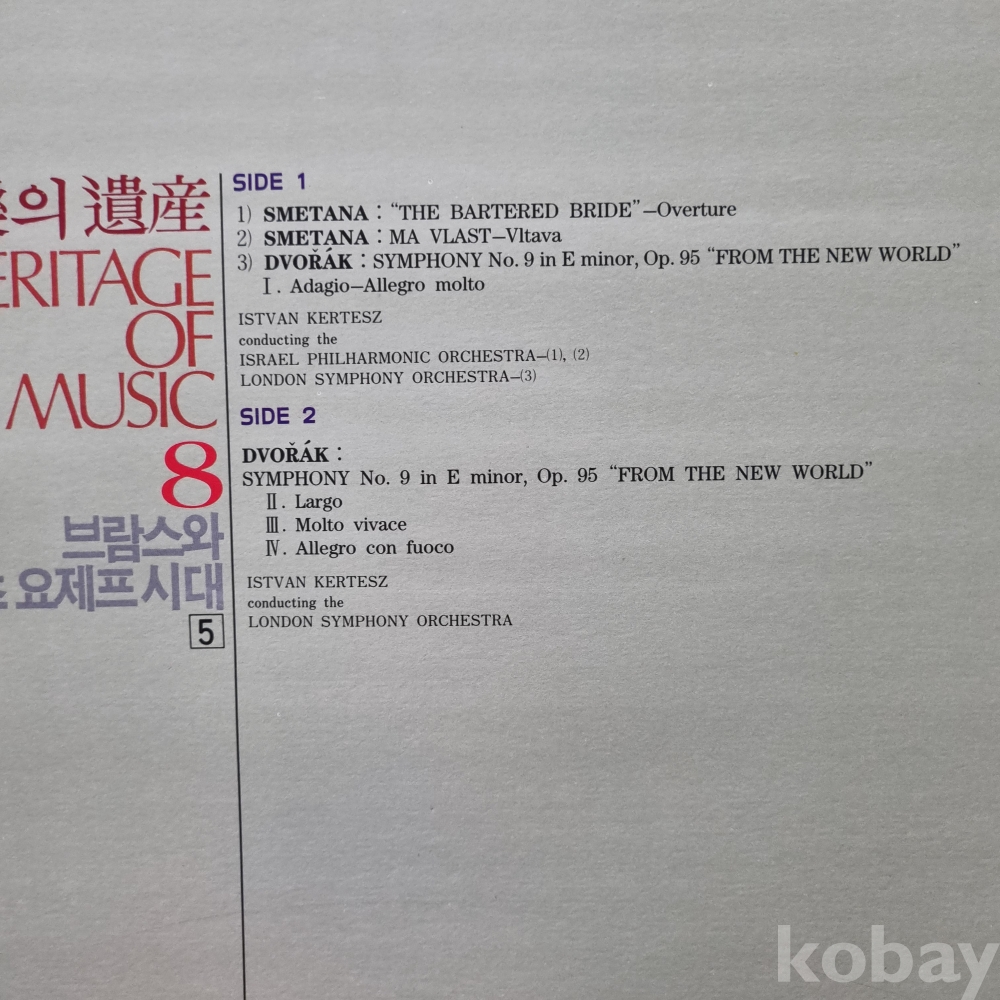 의 遺産
ERITAGE
OF
MUSIC
8
브람스와
요제프 시대
5
SIDE 1
1) SMETANA : “THE BARTERED BRIDE”–Overture
2) SMETANA : MA VLAST–Vltava
3) DVOŘÁK : SYMPHONY No. 9 in E minor, Op. 95 “FROM THE NEW WORLD”
Ⅰ. Adagio–Allegro molto
ISTVAN KERTESZ
conducting the
ISRAEL PHILHARMONIC ORCHESTRA–(1), (2)
LONDON SYMPHONY ORCHESTRA–(3)
SIDE 2
DVOŘÁK :
SYMPHONY No. 9 in E minor, Op. 95 “FROM THE NEW WORLD”
Ⅱ. Largo
Ⅲ. Molto vivace
Ⅳ. Allegro con fuoco
ISTVAN KERTESZ
conducting the
LONDON SYMPHONY ORCHESTRA
kobay